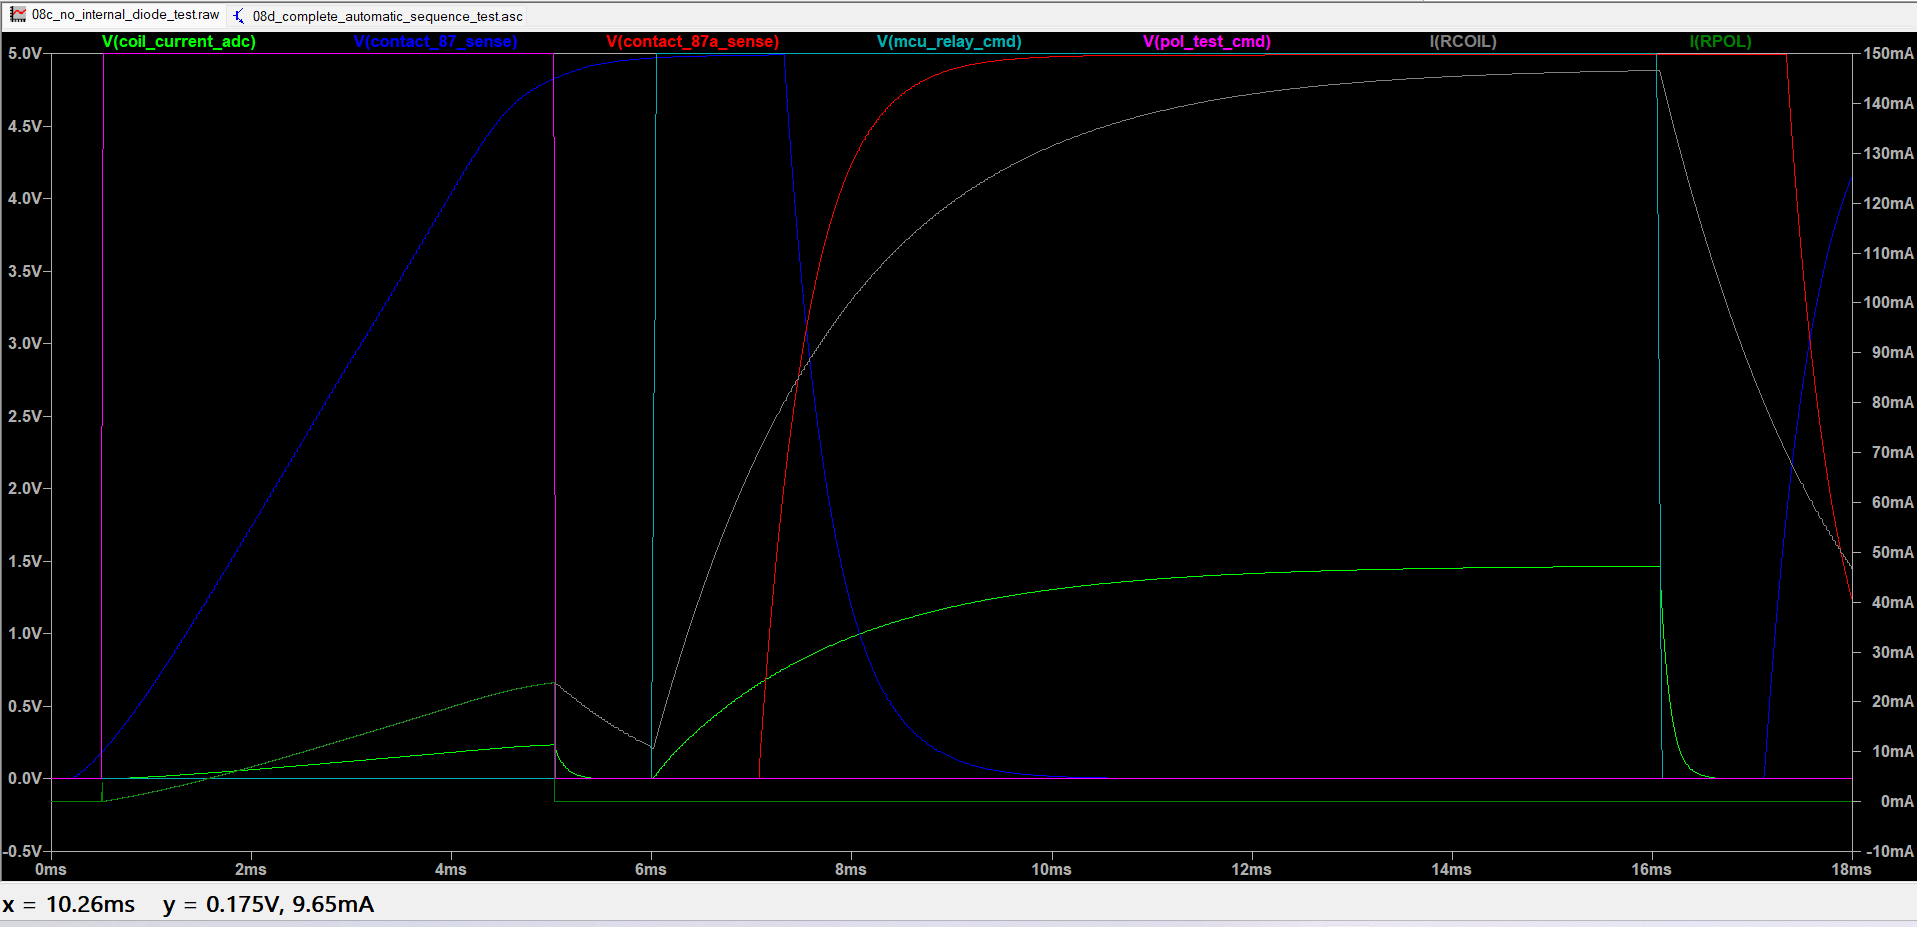 08c_no_internal_diode_test.raw 08d_complete_automatic_sequence_test.asc
V(coil_current_adc) V(contact_87_sense) V(contact_87a_sense) V(mcu_relay_cmd) V(pol_test_cmd) I(RCOIL) I(RPOL)
5.0V 150mA
140mA
4.5V
130mA
4.0V
120mA
3.5V 110mA
100mA
3.0V 90mA
80mA
2.5V
70mA
2.0V
60mA
1.5V 50mA
40mA
1.0V
30mA
0.5V 20mA
10mA
0.0V
0mA
-0.5V -10mA
0ms 2ms 4ms 6ms 8ms 10ms 12ms 14ms 16ms 18ms
x = 10.26ms y = 0.175V, 9.65mA